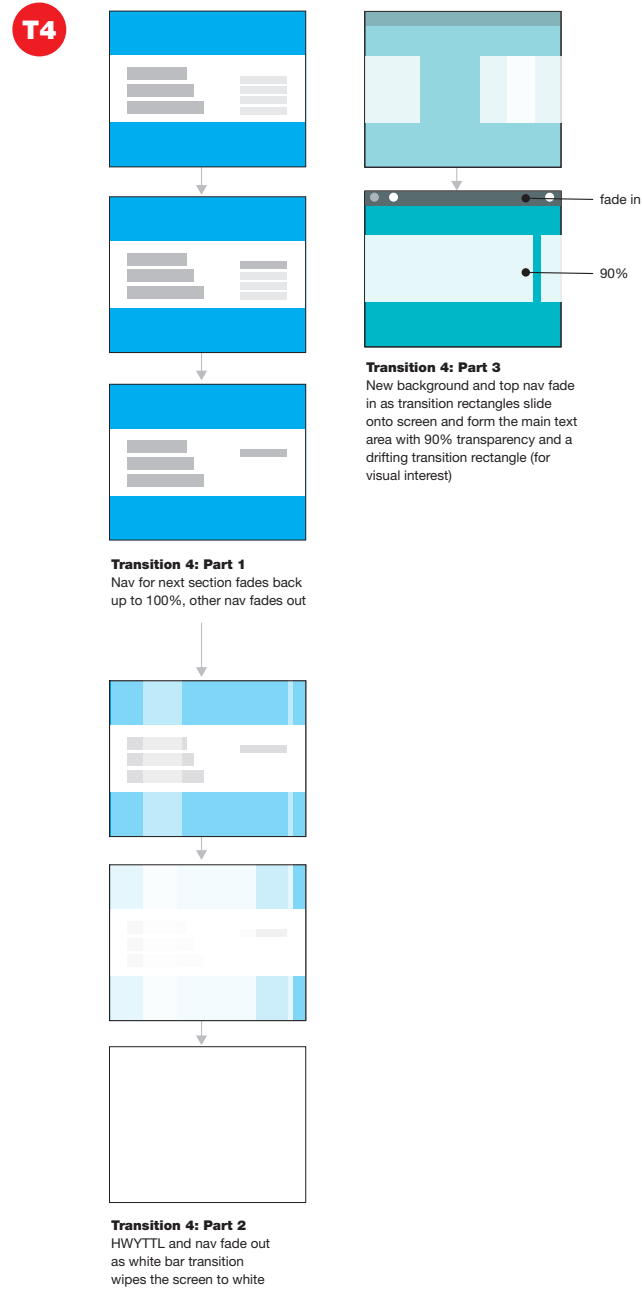 T4
Transition 4: Part 1
Nav for next section fades back
up to 100%, other nav fades out
Transition 4: Part 2
HWYTTL and nav fade out
as white bar transition
wipes the screen to white
fade in
90%
Transition 4: Part 3
New background and top nav fade
in as transition rectangles slide
onto screen and form the main text
area with 90% transparency and a
drifting transition rectangle (for
visual interest)